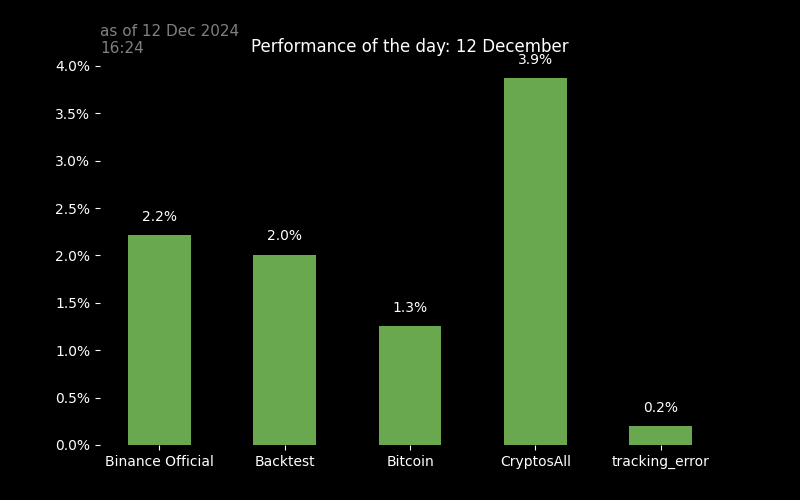 as of 12 Dec 2024
16:24
Performance of the day: 12 December
4.0%
3.5%
3.0%
2.5%
2.0%
1.5%
1.0%
0.5%
0.0%
2.2%
2.0%
1.3%
3.9%
0.2%
Binance Official
Backtest
Bitcoin
CryptosAll
tracking_error